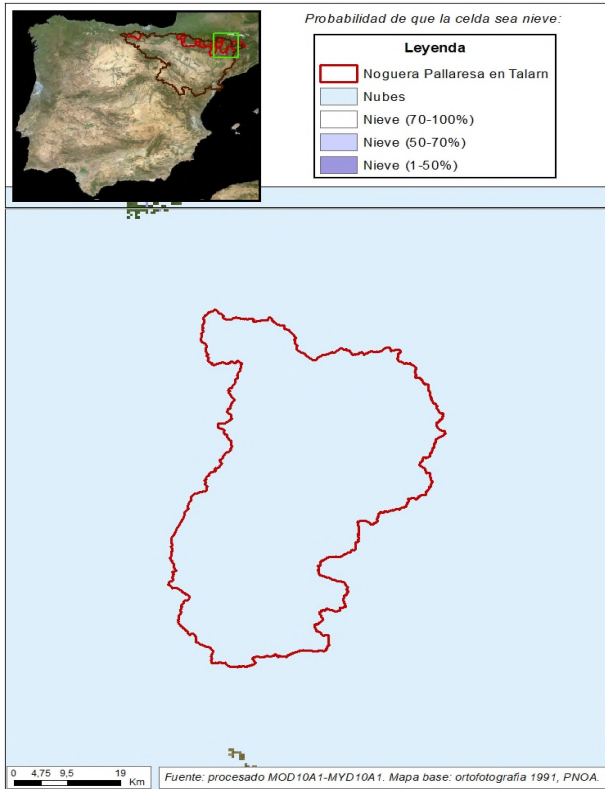 Probabilidad de que la celda sea nieve:
Leyenda
Noguera Pallaresa en Talarn
Nubes
Nieve (70-100%)
Nieve (50-70%)
Nieve (1-50%)
0 4,75 9,5 19
Km
Fuente: procesado MOD10A1-MYD10A1. Mapa base: ortofotografia 1991, PNOA.